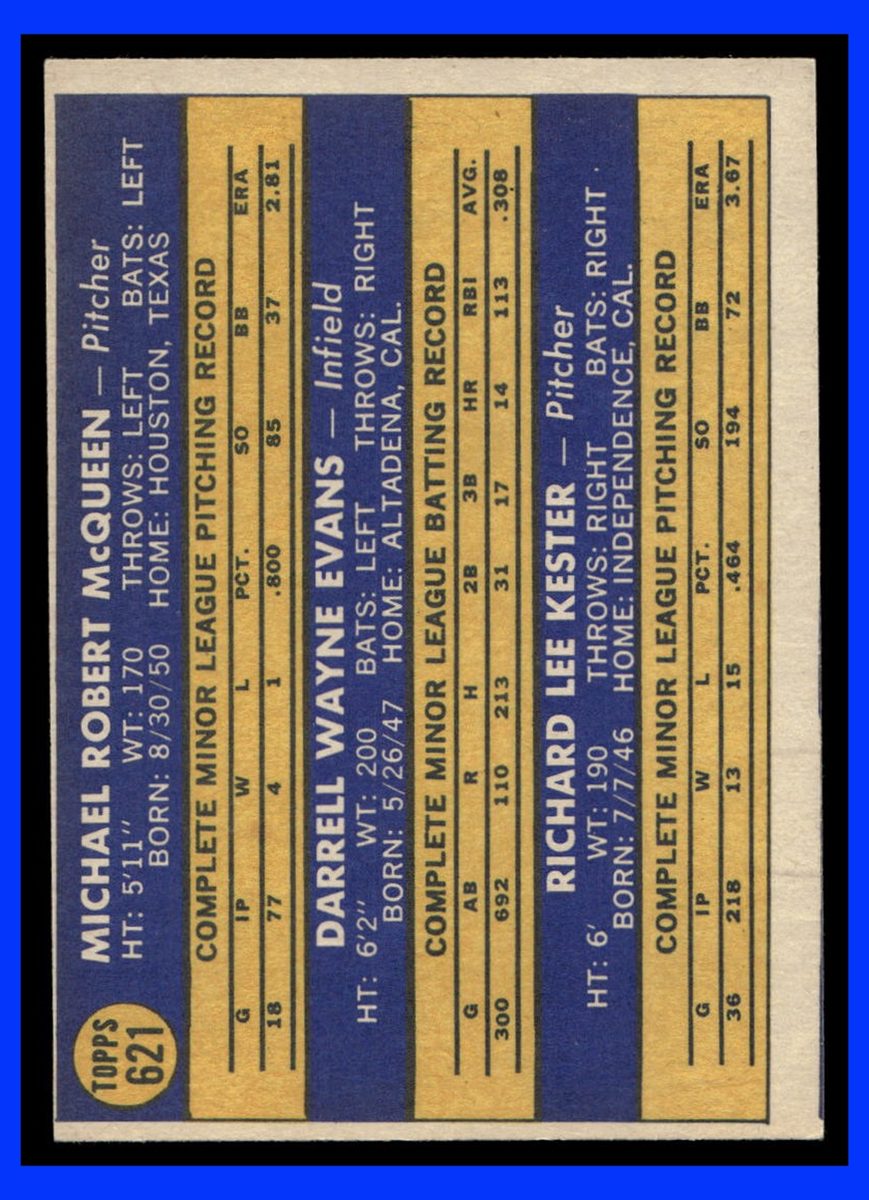 TOPPS
621
MICHAEL ROBERT McQUEEN — Pitcher
HT: 5'11" WT: 170 THROWS: LEFT BATS: LEFT
BORN: 8/30/50 HOME: HOUSTON, TEXAS
COMPLETE MINOR LEAGUE PITCHING RECORD
G IP W L PCT. SO BB ERA
18 77 4 1 .800 85 37 2.81
DARRELL WAYNE EVANS — Infield
HT: 6'2" WT: 200 BATS: LEFT THROWS: RIGHT
BORN: 5/26/47 HOME: ALTADENA, CAL.
COMPLETE MINOR LEAGUE BATTING RECORD
G AB R H 2B 3B HR RBI AVG.
300 692 110 213 31 17 14 113 .308
RICHARD LEE KESTER — Pitcher
HT: 6' WT: 190 THROWS: RIGHT BATS: RIGHT
BORN: 7/7/46 HOME: INDEPENDENCE, CAL.
COMPLETE MINOR LEAGUE PITCHING RECORD
G IP W L PCT. SO BB ERA
36 218 13 15 .464 194 72 3.67